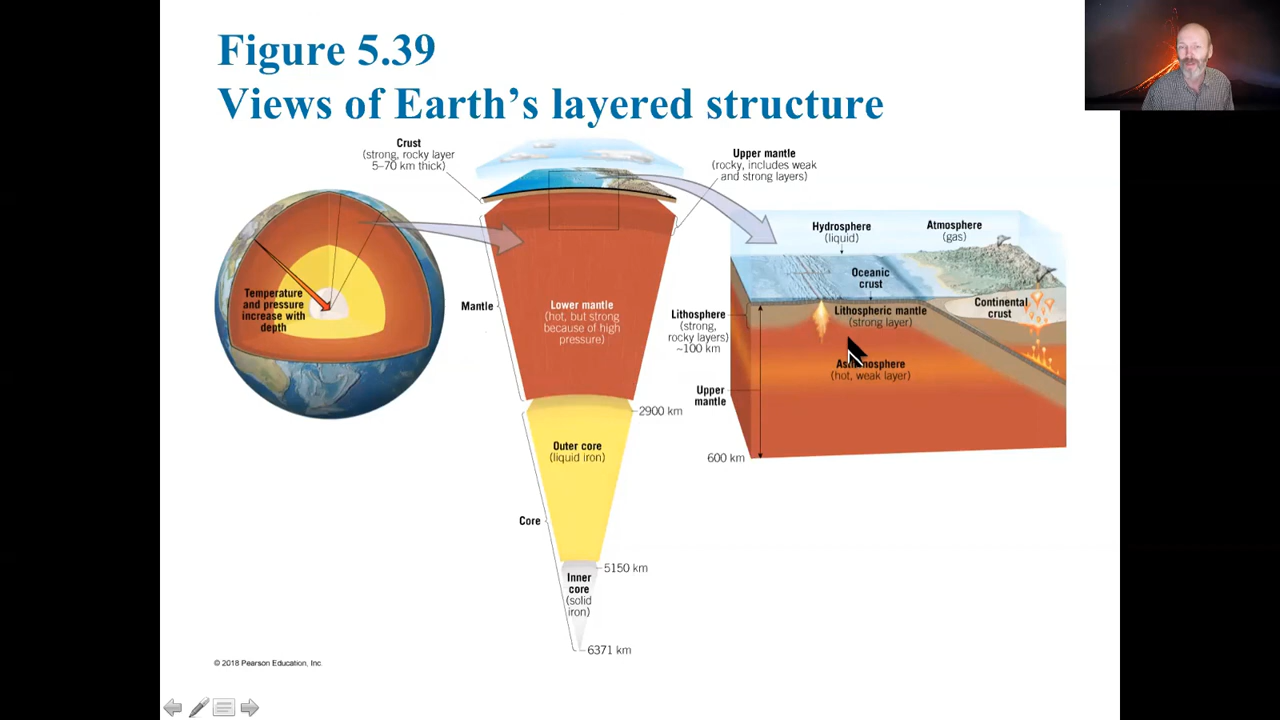 Figure 5.39
Views of Earth's layered structure
Crust
(strong, rocky layer
5–70 km thick)
Upper mantle
(rocky, includes weak
and strong layers)
Temperature
and pressure
increase with
depth
Mantle
Lower mantle
(hot, but strong
because of high
pressure)
2900 km
Outer core
(liquid iron)
Core
5150 km
Inner
core
(solid
iron)
6371 km
Hydrosphere
(liquid)
Atmosphere
(gas)
Oceanic
crust
Continental
crust
Lithosphere
(strong,
rocky layers)
~100 km
Lithospheric mantle
(strong layer)
(hot, weak layer)
Upper
mantle
600 km
© 2018 Pearson Education, Inc